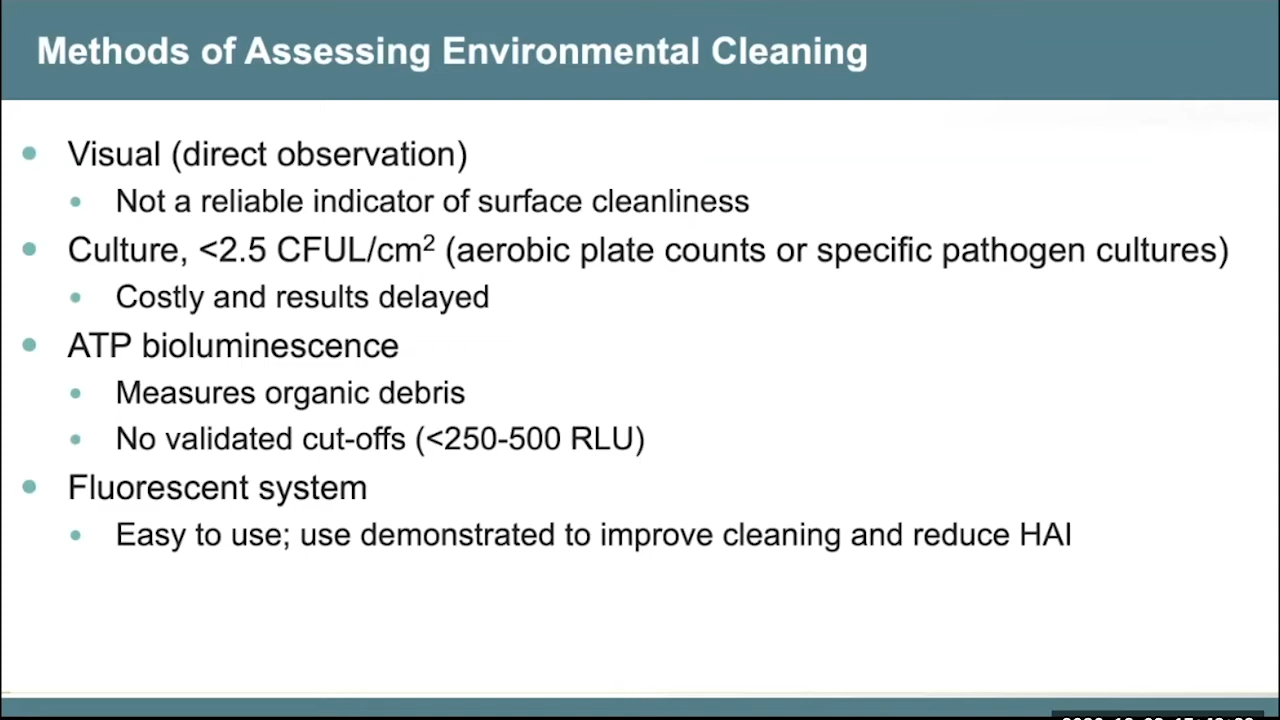 Methods of Assessing Environmental Cleaning
• Visual (direct observation)
• Not a reliable indicator of surface cleanliness
• Culture, <2.5 CFUL/cm² (aerobic plate counts or specific pathogen cultures)
• Costly and results delayed
• ATP bioluminescence
• Measures organic debris
• No validated cut-offs (<250-500 RLU)
• Fluorescent system
• Easy to use; use demonstrated to improve cleaning and reduce HAI